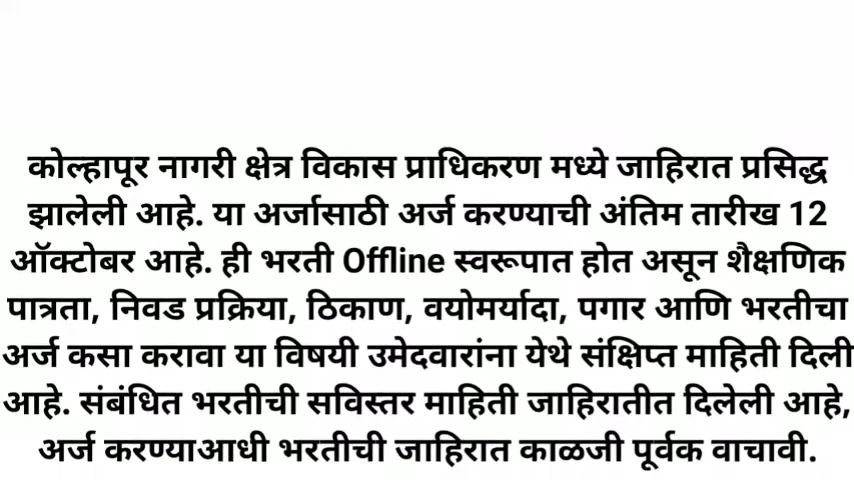 कोल्हापूर नागरी क्षेत्र विकास प्राधिकरण मध्ये जाहिरात प्रसिद्ध
झालेली आहे. या अर्जासाठी अर्ज करण्याची अंतिम तारीख 12
ऑक्टोबर आहे. ही भरती Offline स्वरूपात होत असून शैक्षणिक
पात्रता, निवड प्रक्रिया, ठिकाण, वयोमर्यादा, पगार आणि भरतीचा
अर्ज कसा करावा या विषयी उमेदवारांना येथे संक्षिप्त माहिती दिली
आहे. संबंधित भरतीची सविस्तर माहिती जाहिरातीत दिलेली आहे,
अर्ज करण्याआधी भरतीची जाहिरात काळजी पूर्वक वाचावी.